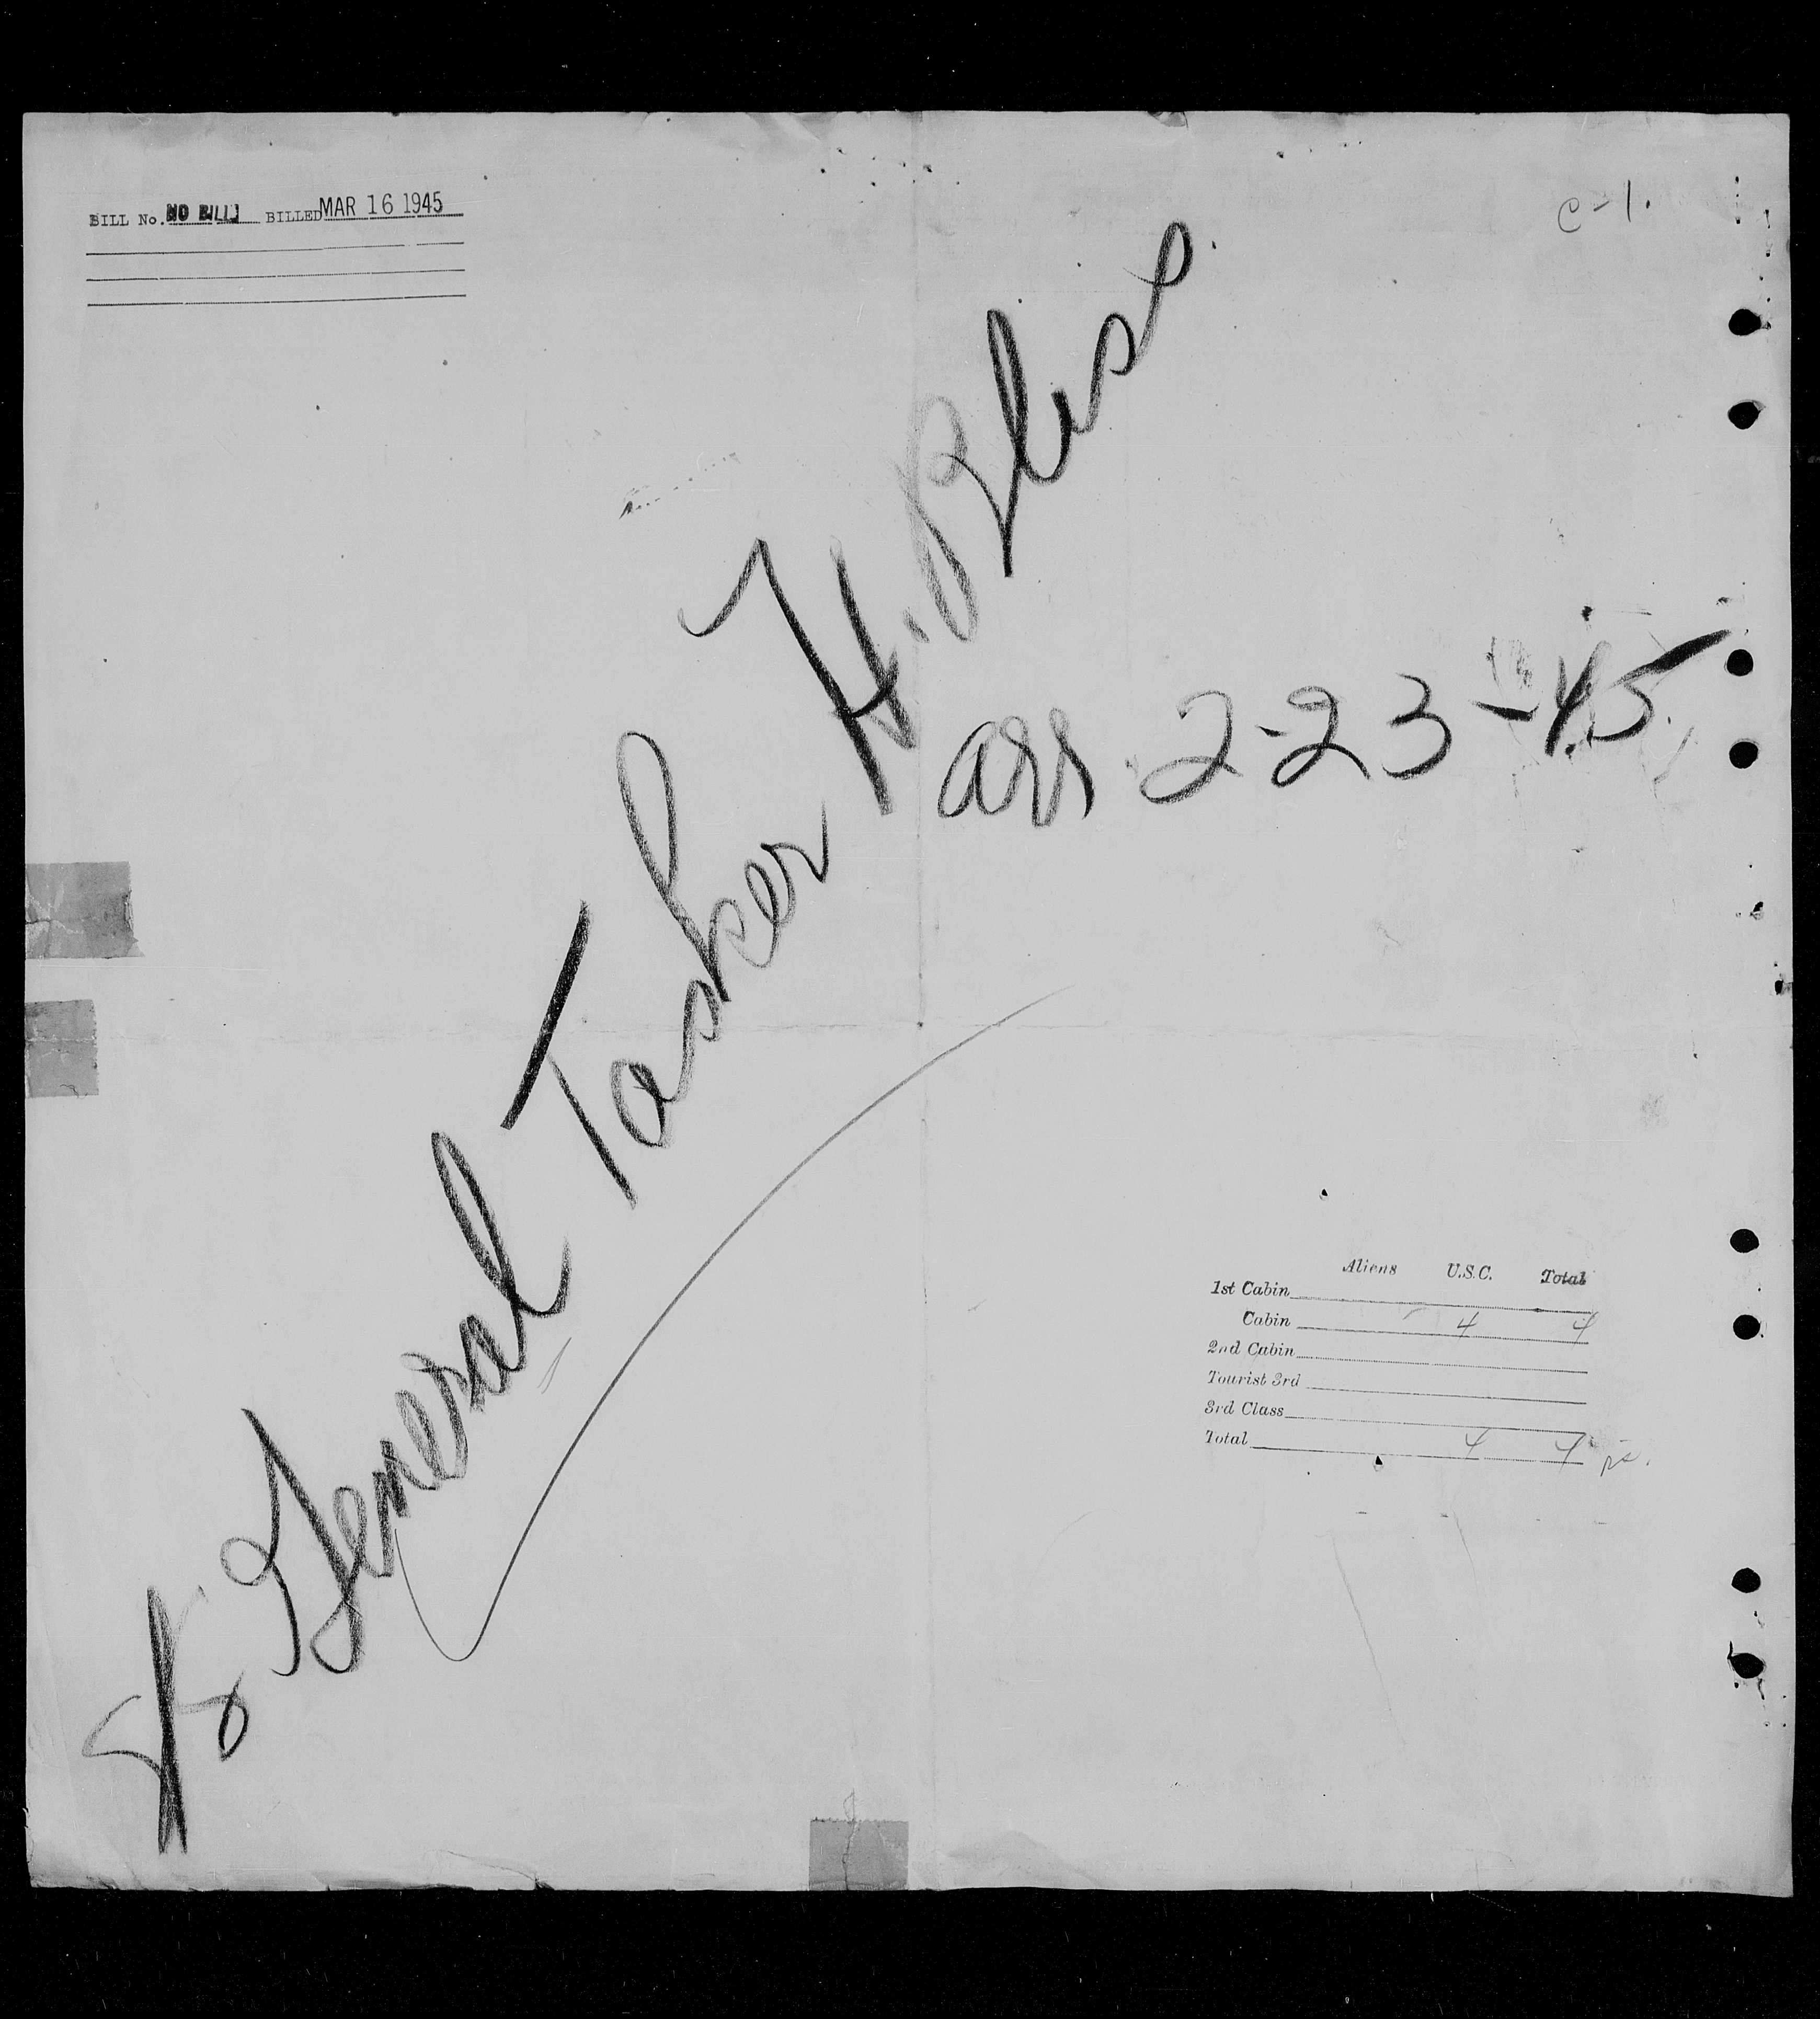 BILL No. NO BILL BILLED MAR 16 1945
C-1.
General Tasker H. Bliss
arr. 2-23-45
Aliens U.S.C. Total
1st Cabin
Cabin - 4 4
2nd Cabin
Tourist 3rd
3rd Class
Total 4 4